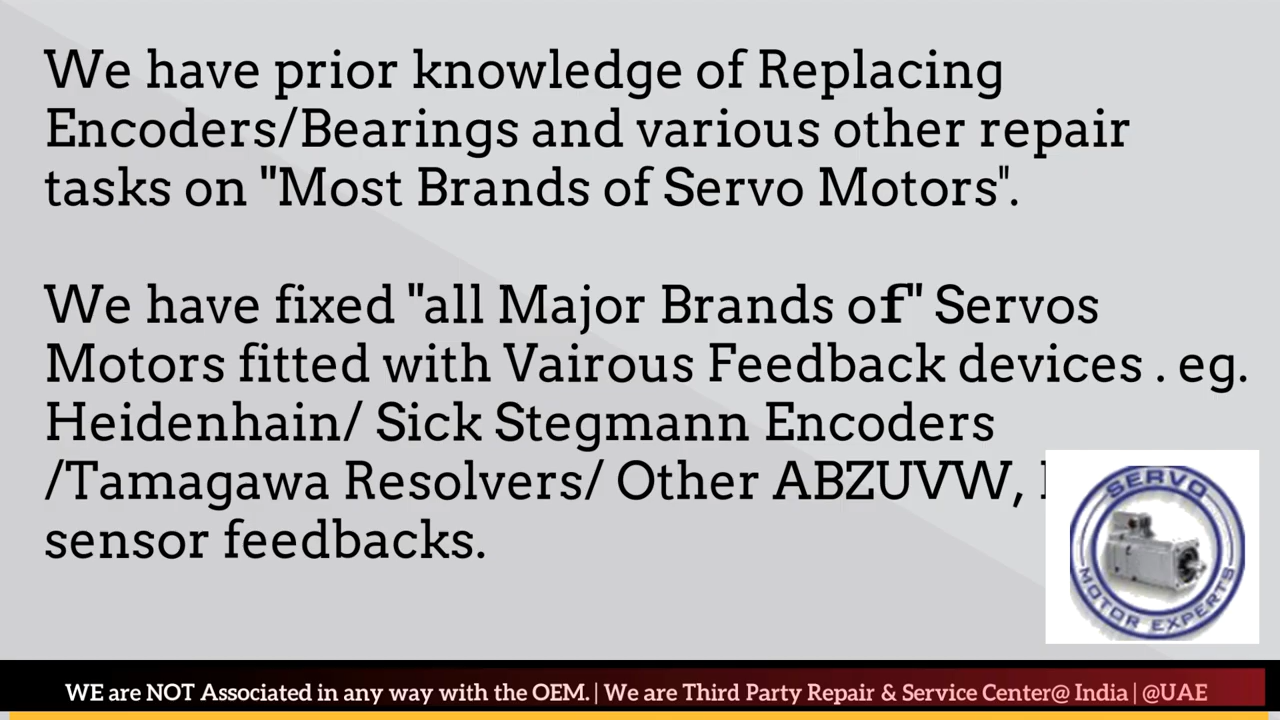 We have prior knowledge of Replacing
Encoders/Bearings and various other repair
tasks on "Most Brands of Servo Motors".
We have fixed "all Major Brands of" Servos
Motors fitted with Vairous Feedback devices . eg.
Heidenhain/ Sick Stegmann Encoders
/Tamagawa Resolvers/ Other ABZUVW,
sensor feedbacks.
SERVO
MOTOR EXPERTS
WE are NOT Associated in any way with the OEM. | We are Third Party Repair & Service Center@ India | @UAE